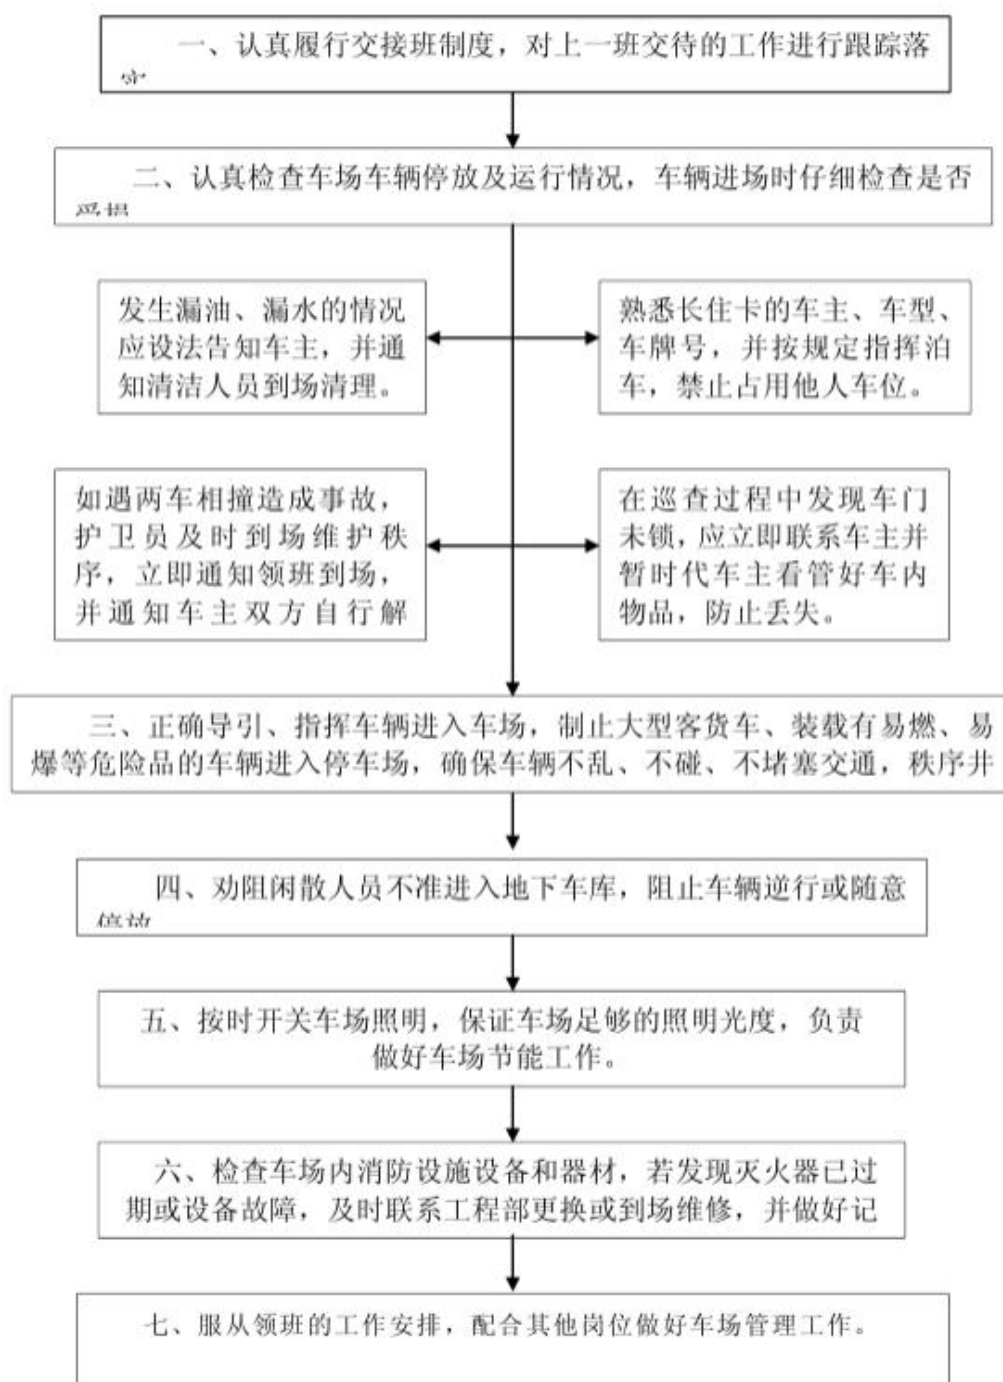 一、认真履行交接班制度，对上一班交待的工作进行跟踪落
二、认真检查车场车辆停放及运行情况，车辆进场时仔细检查是否
发生漏油、漏水的情况
应设法告知车主，并通
知清洁人员到场清理。
熟悉长住卡的车主、车型、
车牌号，并按规定指挥泊
车，禁止占用他人车位。
如遇两车相撞造成事故，
护卫员及时到场维护秩
序，立即通知领班到场，
并通知车主双方自行解
在巡查过程中发现车门
未锁，应立即联系车主并
暂时代车主看管好车内
物品，防止丢失。
三、正确导引、指挥车辆进入车场，制止大型客货车、装载有易燃、易
爆等危险品的车辆进入停车场，确保车辆不乱、不碰、不堵塞交通，秩序井
四、劝阻闲散人员不准进入地下车库，阻止车辆逆行或随意
停放
五、按时开关车场照明，保证车场足够的照明光度，负责
做好车场节能工作。
六、检查车场内消防设施设备和器材，若发现灭火器已过
期或设备故障，及时联系工程部更换或到场维修，并做好记
七、服从领班的工作安排，配合其他岗位做好车场管理工作。